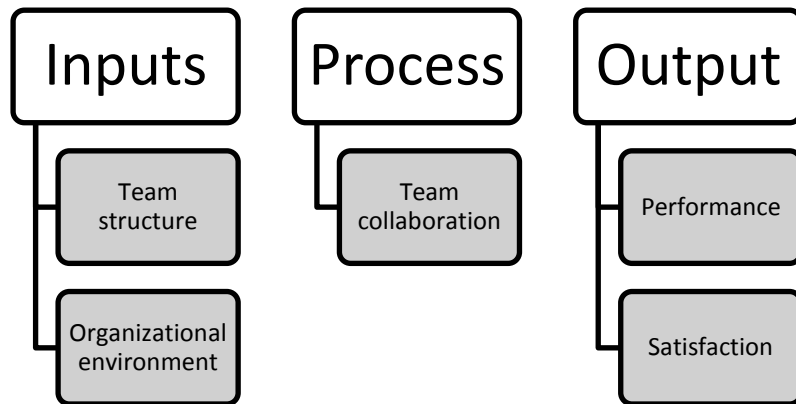 Inputs
Process
Output
Team
structure
Team
collaboration
Performance
Organizational
environment
Satisfaction